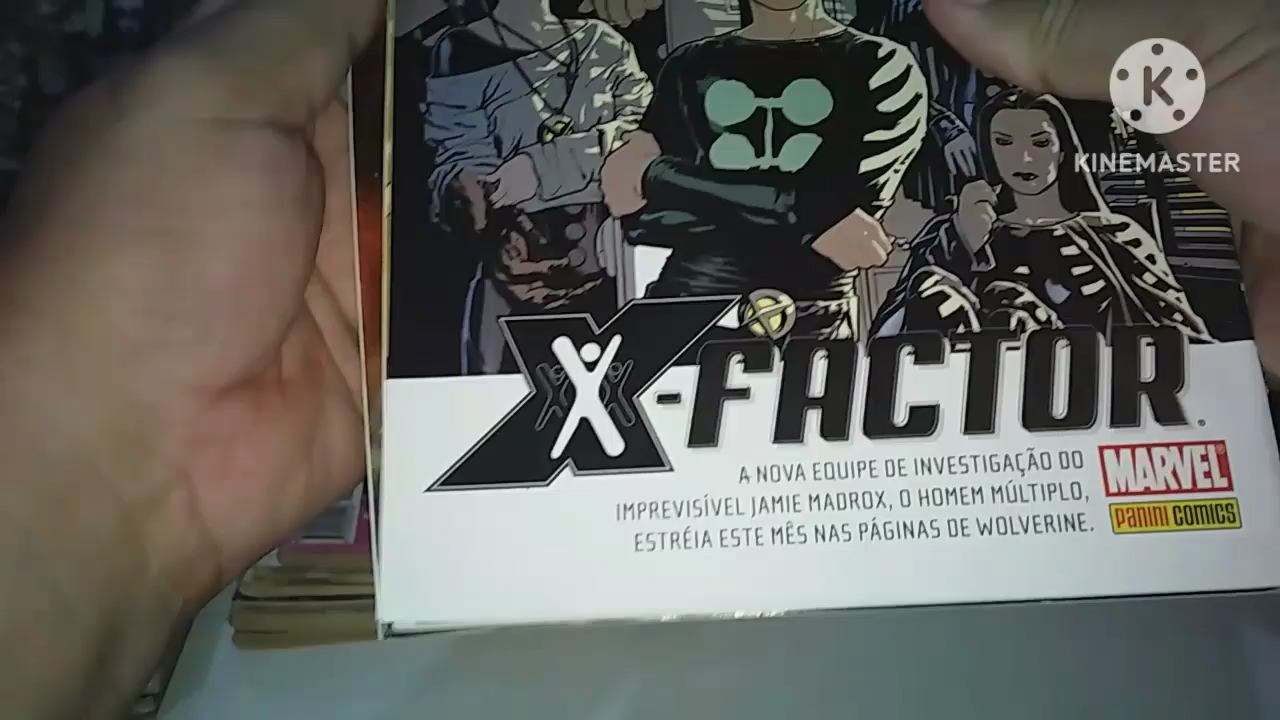 K
KINEMASTER
X-FACTOR.
A NOVA EQUIPE DE INVESTIGAÇÃO DO
IMPREVISÍVEL JAMIE MADROX, O HOMEM MÚLTIPLO,
ESTRÉIA ESTE MÊS NAS PÁGINAS DE WOLVERINE.
MARVEL
PANINI COMICS